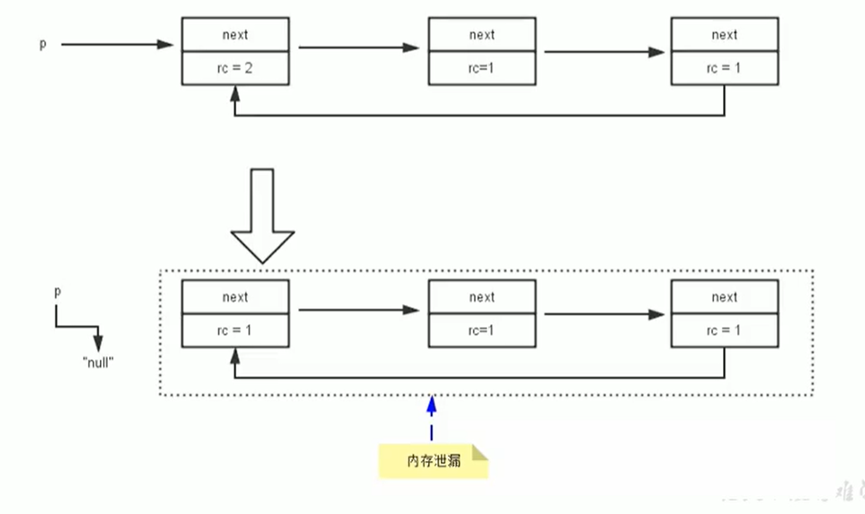 p
next
next
next
rc = 2
rc=1
rc = 1
p
"null"
next
next
next
rc = 1
rc=1
rc = 1
内存泄漏
难